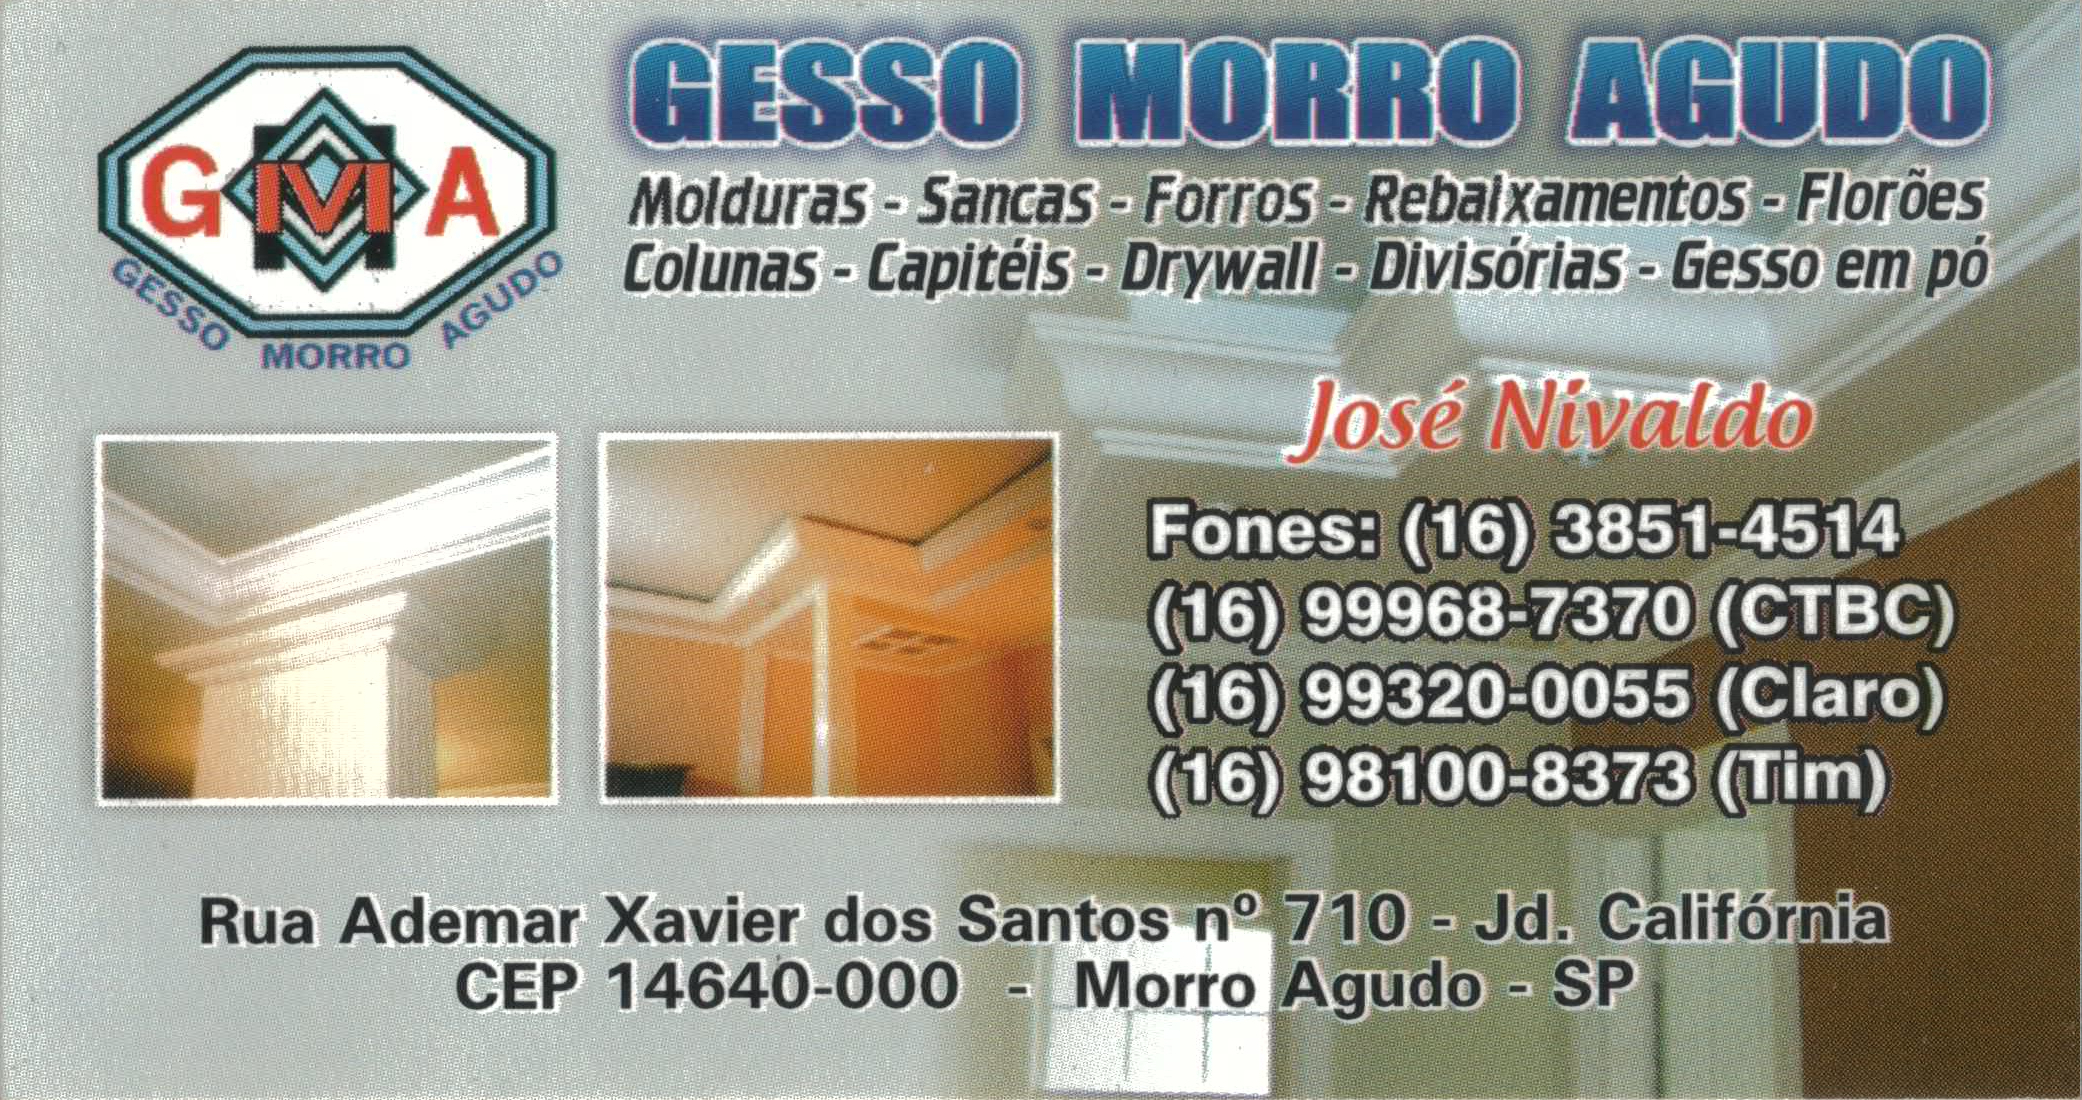 G M A
GESSO MORRO AGUDO
GESSO MORRO AGUDO
Molduras - Sancas - Forros - Rebaixamentos - Florões
Colunas - Capitéis - Drywall - Divisórias - Gesso em pó
José Nivaldo
Fones: (16) 3851-4514
(16) 99968-7370 (CTBC)
(16) 99320-0055 (Claro)
(16) 98100-8373 (Tim)
Rua Ademar Xavier dos Santos nº 710 - Jd. Califórnia
CEP 14640-000 - Morro Agudo - SP